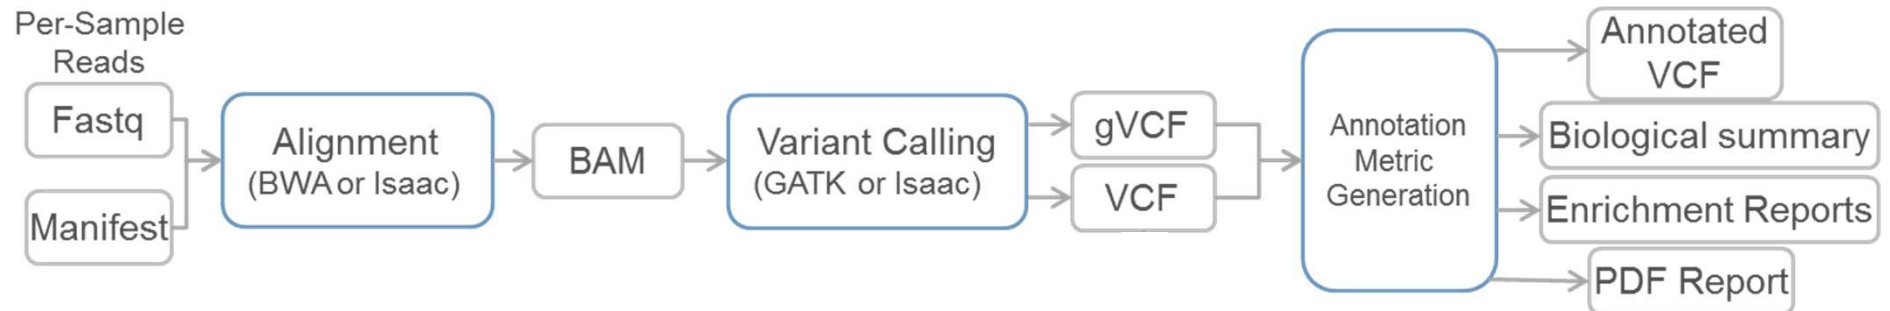 Per-Sample
Reads
Fastq
Manifest
Alignment
(BWA or Isaac)
BAM
Variant Calling
(GATK or Isaac)
gVCF
VCF
Annotation
Metric
Generation
Annotated
VCF
Biological summary
Enrichment Reports
PDF Report